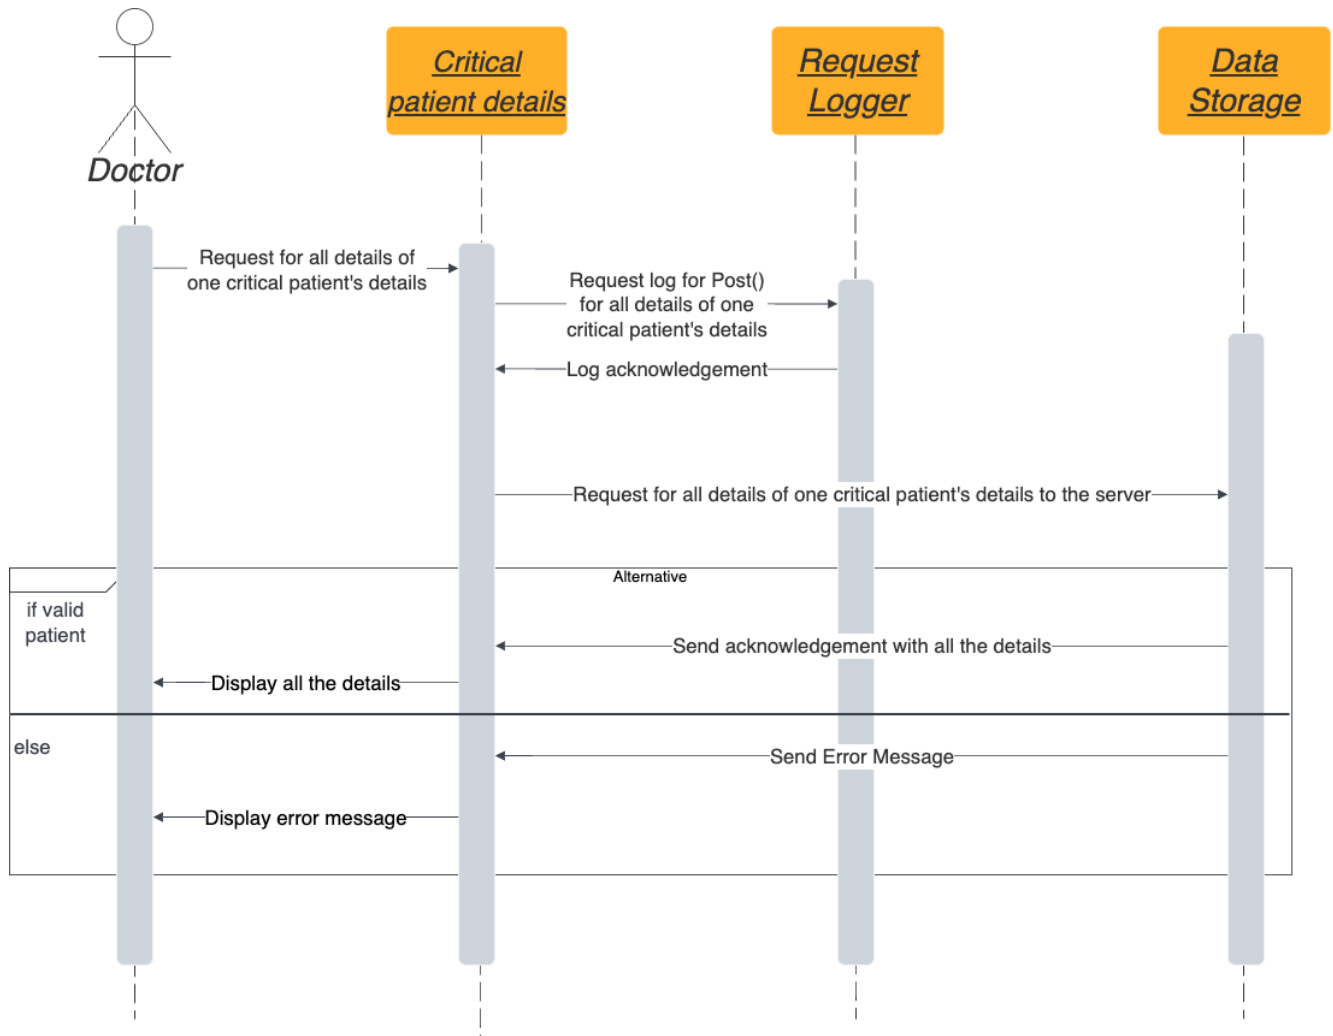 Critical
patient details
Request
Logger
Data
Storage
Doctor
Request for all details of
one critical patient's details
Request log for Post()
for all details of one
critical patient's details
Log acknowledgement
Request for all details of one critical patient's details to the server
Alternative
if valid
patient
Send acknowledgement with all the details
Display all the details
else
Send Error Message
Display error message